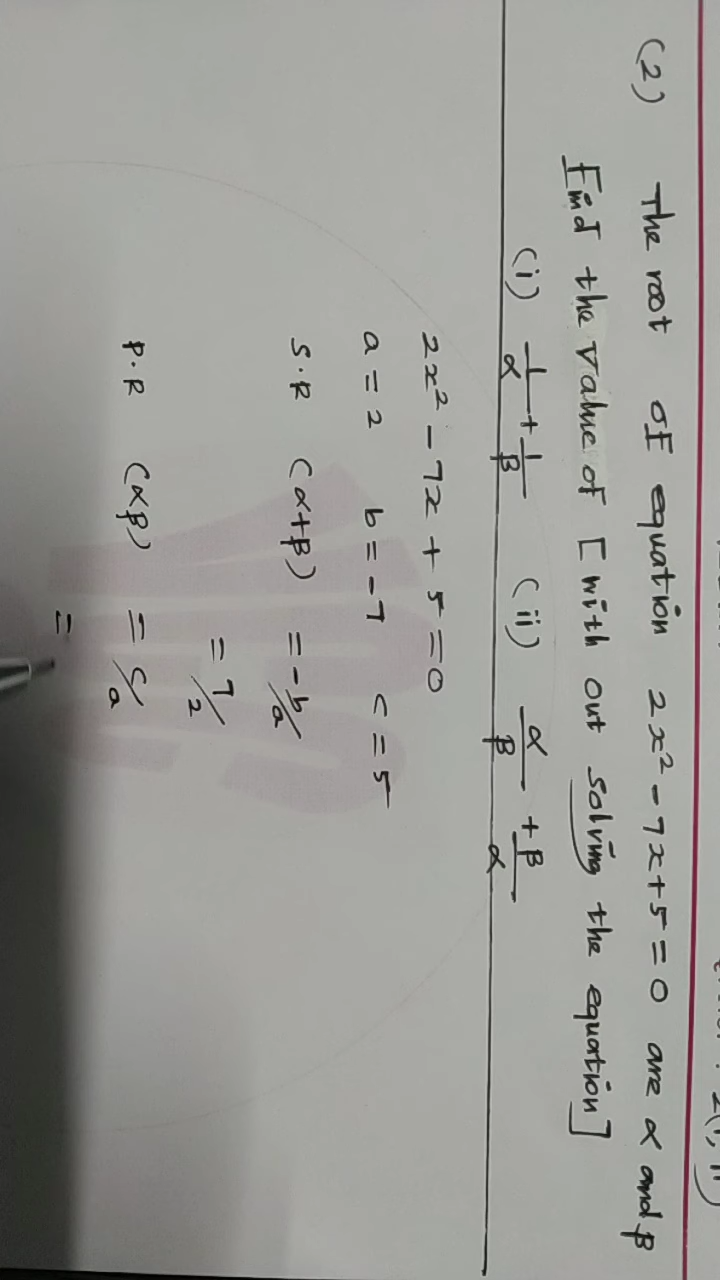 (2) The root of equation 2x² - 7x+5=0 are α and β
Find the value of [with out solving the equation]
(i) 1/α + 1/β (ii) α/β + β/α
2x² - 7x + 5 = 0
a = 2 b = -7 c = 5
S.R (α+β) = -b/a
= 7/2
P.R (αβ) = c/a
=